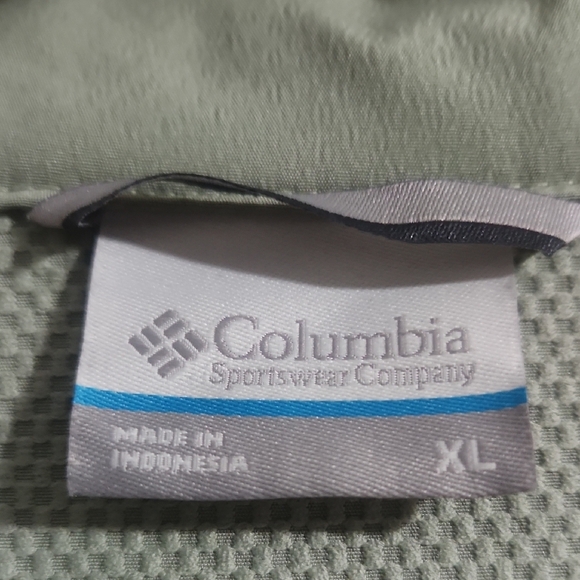 Columbia
Sportswear Company
MADE IN
INDONESIA
XL